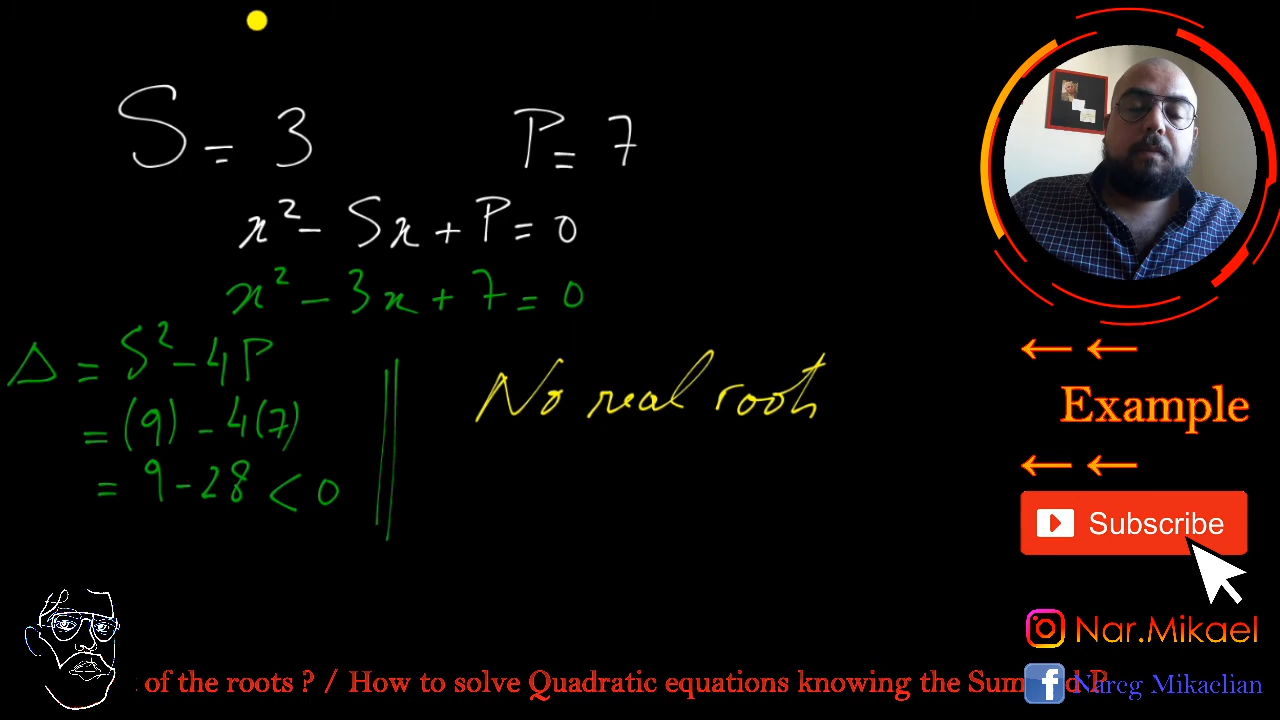 S = 3 P = 7
x² - Sx + P = 0
x² - 3x + 7 = 0
Δ = S² - 4P
= (9) - 4(7)
= 9 - 28 < 0
No real roots
← ←
Example
← ←
Subscribe
Nar.Mikael
of the roots ? / How to solve Quadratic equations knowing the Sum
Nareg Mikaelian